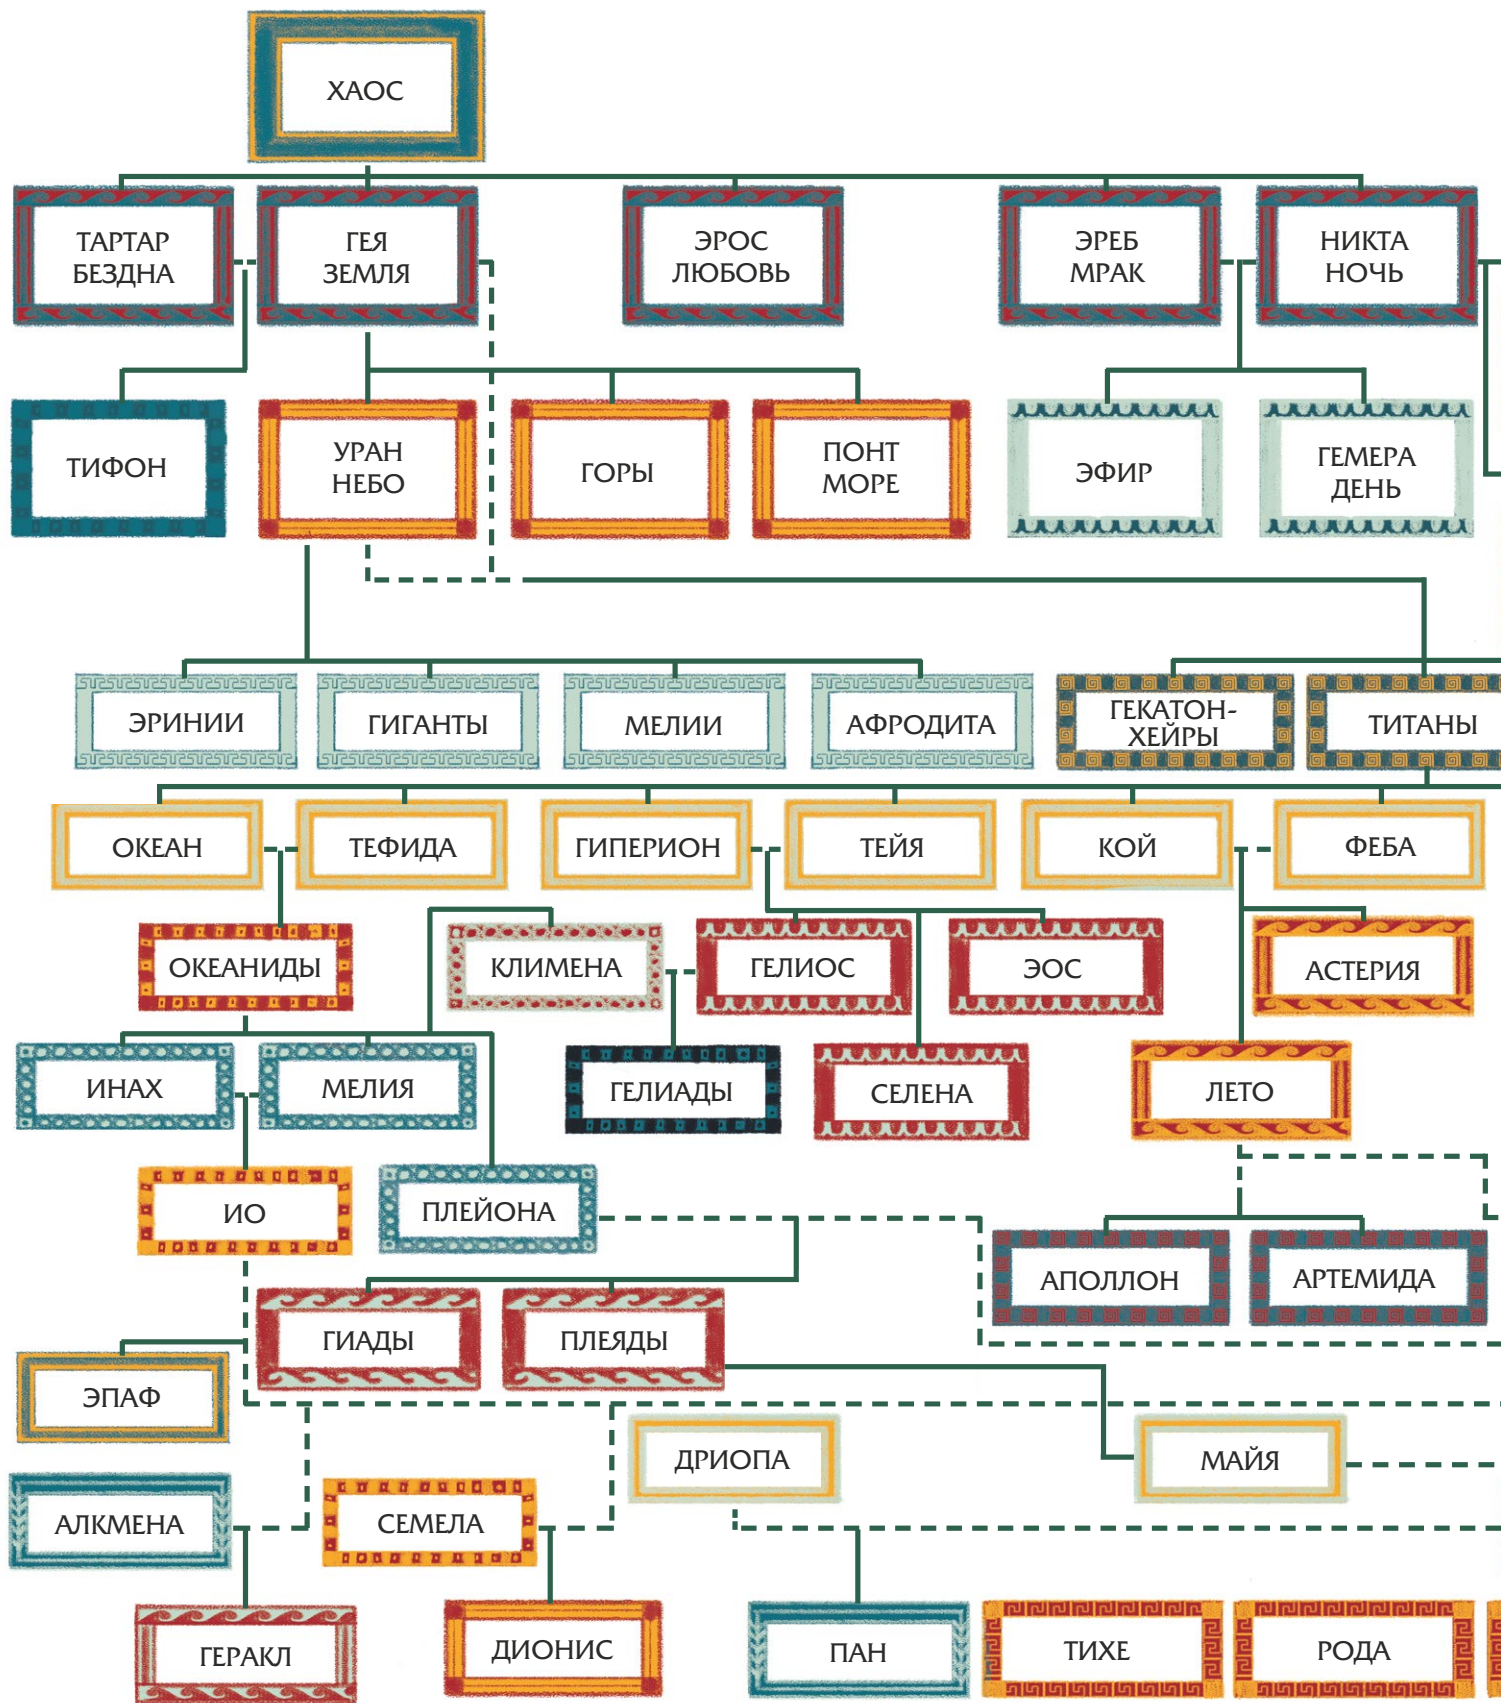 ХАОС
ТАРТАР
БЕЗДНА
ГЕЯ
ЗЕМЛЯ
ЭРОС
ЛЮБОВЬ
ЭРЕБ
МРАК
НИКТА
НОЧЬ
ТИФОН
УРАН
НЕБО
ГОРЫ
ПОНТ
МОРЕ
ЭФИР
ГЕМЕРА
ДЕНЬ
ЭРИНИИ
ГИГАНТЫ
МЕЛИИ
АФРОДИТА
ГЕКАТОН-
ХЕЙРЫ
ТИТАНЫ
ОКЕАН
ТЕФИДА
ГИПЕРИОН
ТЕЙЯ
КОЙ
ФЕБА
ОКЕАНИДЫ
КЛИМЕНА
ГЕЛИОС
ЭОС
АСТЕРИЯ
ИНАХ
МЕЛИЯ
ГЕЛИАДЫ
СЕЛЕНА
ЛЕТО
ИО
ПЛЕЙОНА
АПОЛЛОН
АРТЕМИДА
ГИАДЫ
ПЛЕЯДЫ
ЭПАФ
ДРИОПА
МАЙЯ
АЛКМЕНА
СЕМЕЛА
ГЕРАКЛ
ДИОНИС
ПАН
ТИХЕ
РОДА